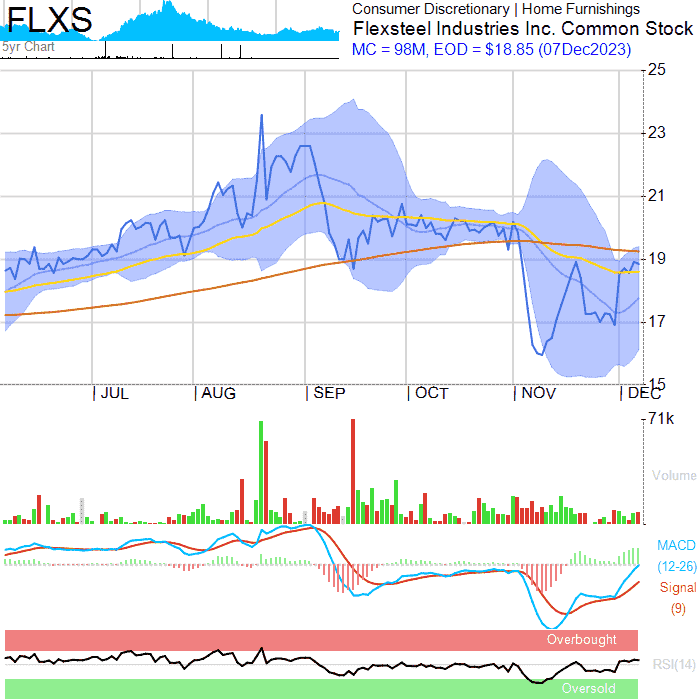 FLXS
5yr Chart
Consumer Discretionary | Home Furnishings
Flexsteel Industries Inc. Common Stock
MC = 98M, EOD = $18.85 (07Dec2023)
25
23
21
19
17
15
JUL AUG SEP OCT NOV DEC
71k
Volume
MACD
(12-26)
Signal
(9)
Overbought
RSI(14)
Oversold